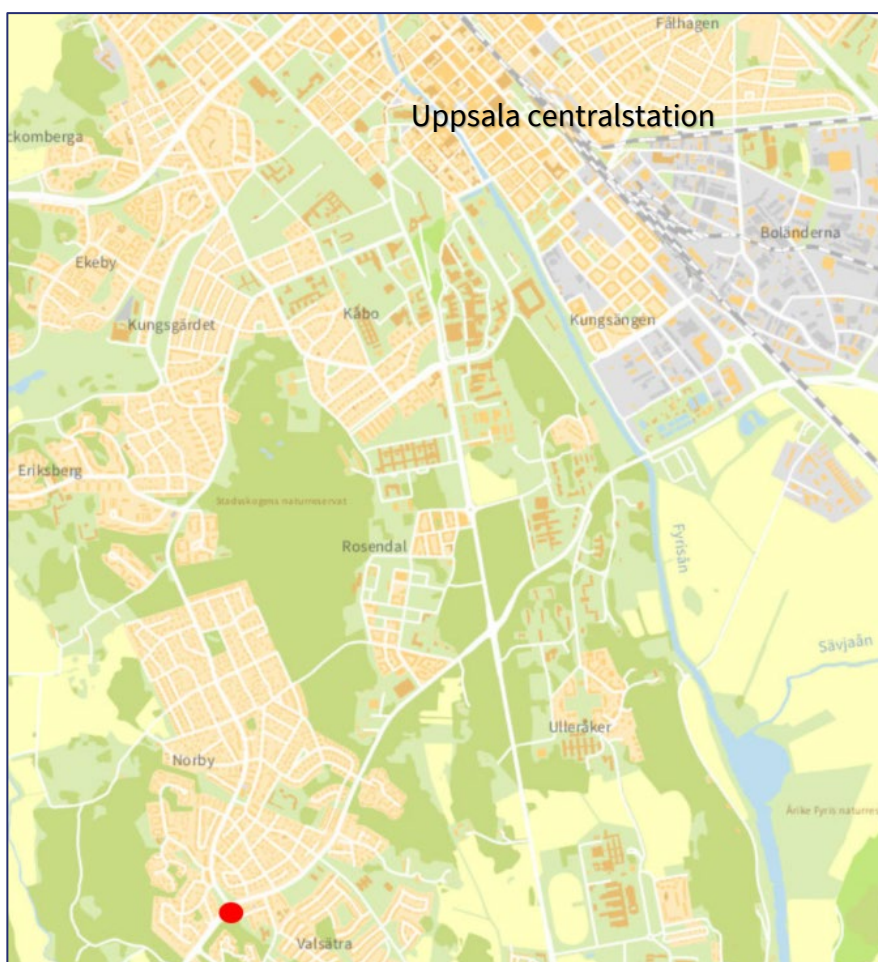 Fålhagen
Uppsala centralstation
ckomberga
Boländerna
Ekeby
Kåbo
Kungsgärdet
Kungsängen
Eriksberg
Stadsskogens naturreservat
Rosendal
Fyrisån
Sävjaån
Ulleråker
Norby
Årike Fyris naturres
Valsätra